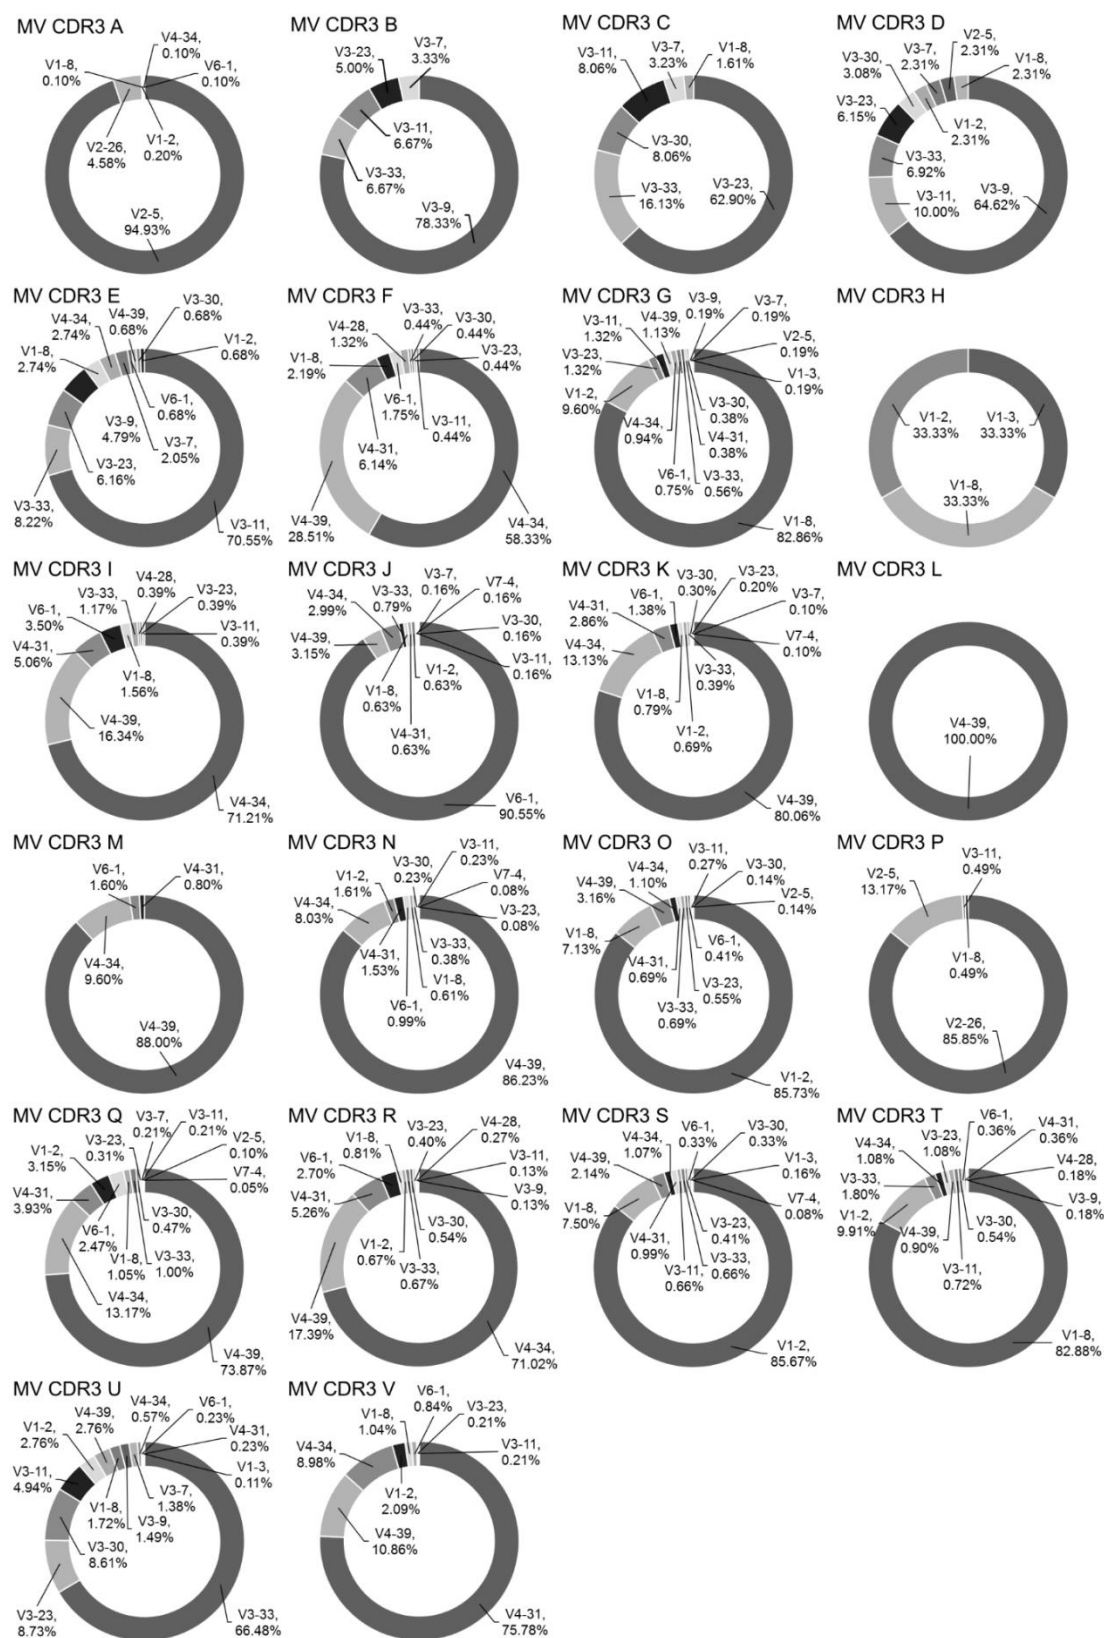 MV CDR3 A
V4-34,
0.10%
V1-8,
0.10%
V6-1,
0.10%
V2-26,
4.58%
V1-2,
0.20%
V2-5,
94.93%
MV CDR3 B
V3-7,
3.33%
V3-23,
5.00%
V3-11,
6.67%
V3-33,
6.67%
V3-9,
78.33%
MV CDR3 C
V3-11,
8.06%
V3-7,
3.23%
V1-8,
1.61%
V3-30,
8.06%
V3-33,
16.13%
V3-23,
62.90%
MV CDR3 D
V2-5,
2.31%
V3-7,
2.31%
V3-30,
3.08%
V1-8,
2.31%
V3-23,
6.15%
V1-2,
2.31%
V3-33,
6.92%
V3-11,
10.00%
V3-9,
64.62%
MV CDR3 E
V4-34,
2.74%
V4-39,
0.68%
V3-30,
0.68%
V1-8,
2.74%
V1-2,
0.68%
V6-1,
0.68%
V3-9,
4.79%
V3-7,
2.05%
V3-23,
6.16%
V3-33,
8.22%
V3-11,
70.55%
MV CDR3 F
V4-28,
1.32%
V3-33,
0.44%
V3-30,
0.44%
V1-8,
2.19%
V3-23,
0.44%
V6-1,
1.75%
V3-11,
0.44%
V4-31,
6.14%
V4-39,
28.51%
V4-34,
58.33%
MV CDR3 G
V3-9,
0.19%
V3-7,
0.19%
V3-11,
1.32%
V4-39,
1.13%
V2-5,
0.19%
V3-23,
1.32%
V1-3,
0.19%
V1-2,
9.60%
V3-30,
0.38%
V4-34,
0.94%
V4-31,
0.38%
V6-1,
0.75%
V3-33,
0.56%
V1-8,
82.86%
MV CDR3 H
V1-2,
33.33%
V1-3,
33.33%
V1-8,
33.33%
MV CDR3 I
V4-28,
0.39%
V3-33,
1.17%
V3-23,
0.39%
V6-1,
3.50%
V3-11,
0.39%
V4-31,
5.06%
V1-8,
1.56%
V4-39,
16.34%
V4-34,
71.21%
MV CDR3 J
V3-7,
0.16%
V7-4,
0.16%
V4-34,
2.99%
V3-33,
0.79%
V3-30,
0.16%
V4-39,
3.15%
V3-11,
0.16%
V1-2,
0.63%
V1-8,
0.63%
V4-31,
0.63%
V6-1,
90.55%
MV CDR3 K
V3-30,
0.30%
V3-23,
0.20%
V6-1,
1.38%
V4-31,
2.86%
V3-7,
0.10%
V4-34,
13.13%
V7-4,
0.10%
V3-33,
0.39%
V1-8,
0.79%
V1-2,
0.69%
V4-39,
80.06%
MV CDR3 L
V4-39,
100.00%
MV CDR3 M
V6-1,
1.60%
V4-31,
0.80%
V4-34,
9.60%
V4-39,
88.00%
MV CDR3 N
V3-11,
0.23%
V3-30,
0.23%
V1-2,
1.61%
V7-4,
0.08%
V4-34,
8.03%
V3-23,
0.08%
V4-31,
1.53%
V3-33,
0.38%
V1-8,
0.61%
V6-1,
0.99%
V4-39,
86.23%
MV CDR3 O
V3-11,
0.27%
V4-34,
1.10%
V3-30,
0.14%
V4-39,
3.16%
V2-5,
0.14%
V1-8,
7.13%
V6-1,
0.41%
V4-31,
0.69%
V3-23,
0.55%
V3-33,
0.69%
V1-2,
85.73%
MV CDR3 P
V2-5,
13.17%
V3-11,
0.49%
V1-8,
0.49%
V2-26,
85.85%
MV CDR3 Q
V3-7,
0.21%
V3-11,
0.21%
V3-23,
0.31%
V2-5,
0.10%
V1-2,
3.15%
V7-4,
0.05%
V4-31,
3.93%
V3-30,
0.47%
V6-1,
2.47%
V1-8,
1.05%
V3-33,
1.00%
V4-34,
13.17%
V4-39,
73.87%
MV CDR3 R
V3-23,
0.40%
V4-28,
0.27%
V1-8,
0.81%
V3-11,
0.13%
V6-1,
2.70%
V3-9,
0.13%
V4-31,
5.26%
V3-30,
0.54%
V1-2,
0.67%
V3-33,
0.67%
V4-39,
17.39%
V4-34,
71.02%
MV CDR3 S
V6-1,
0.33%
V3-30,
0.33%
V4-34,
1.07%
V1-3,
0.16%
V4-39,
2.14%
V7-4,
0.08%
V1-8,
7.50%
V3-23,
0.41%
V4-31,
0.99%
V3-11,
0.66%
V3-33,
0.66%
V1-2,
85.67%
MV CDR3 T
V6-1,
0.36%
V4-31,
0.36%
V3-23,
1.08%
V4-34,
1.08%
V4-28,
0.18%
V3-33,
1.80%
V3-9,
0.18%
V1-2,
9.91%
V4-39,
0.90%
V3-30,
0.54%
V3-11,
0.72%
V1-8,
82.88%
MV CDR3 U
V4-34,
0.57%
V6-1,
0.23%
V4-39,
2.76%
V1-2,
2.76%
V4-31,
0.23%
V3-11,
4.94%
V1-3,
0.11%
V3-7,
1.38%
V1-8,
1.72%
V3-9,
1.49%
V3-30,
8.61%
V3-23,
8.73%
V3-33,
66.48%
MV CDR3 V
V6-1,
0.84%
V1-8,
1.04%
V3-23,
0.21%
V4-34,
8.98%
V3-11,
0.21%
V1-2,
2.09%
V4-39,
10.86%
V4-31,
75.78%